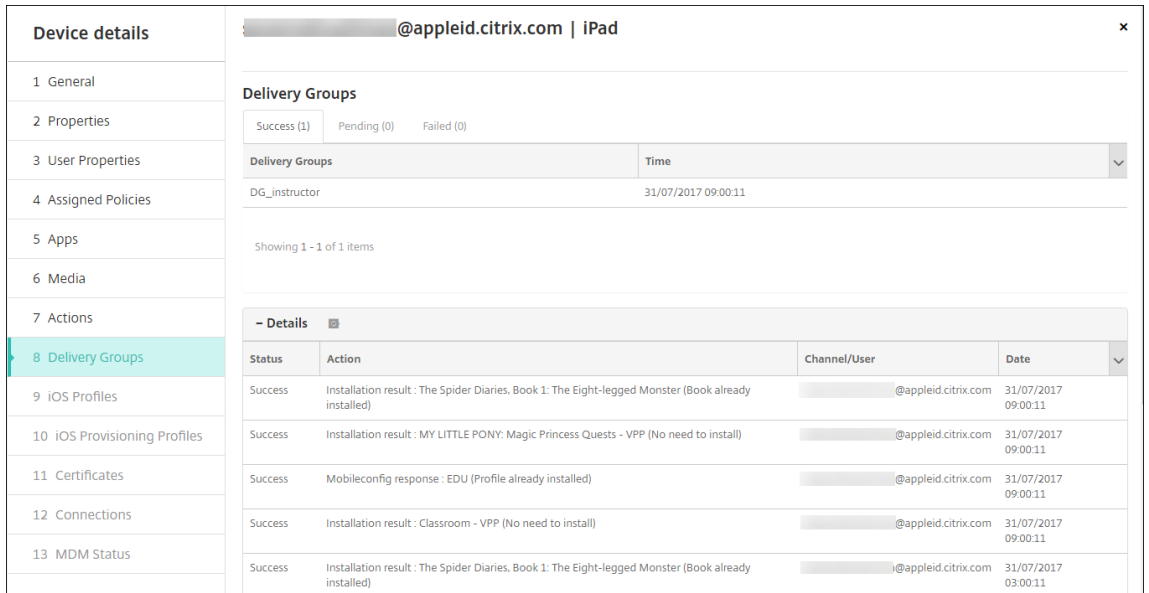 Device details
1 General
2 Properties
3 User Properties
4 Assigned Policies
5 Apps
6 Media
7 Actions
8 Delivery Groups
9 iOS Profiles
10 iOS Provisioning Profiles
11 Certificates
12 Connections
13 MDM Status
@appleid.citrix.com | iPad
Delivery Groups
Success (1) Pending (0) Failed (0)
Delivery Groups Time
DG_instructor 31/07/2017 09:00:11
Showing 1 - 1 of 1 items
– Details
Status Action Channel/User Date
Success Installation result : The Spider Diaries, Book 1: The Eight-legged Monster (Book already @appleid.citrix.com 31/07/2017
installed) 09:00:11
Success Installation result : MY LITTLE PONY: Magic Princess Quests - VPP (No need to install) @appleid.citrix.com 31/07/2017
09:00:11
Success Mobileconfig response : EDU (Profile already installed) @appleid.citrix.com 31/07/2017
09:00:11
Success Installation result : Classroom - VPP (No need to install) @appleid.citrix.com 31/07/2017
09:00:11
Success Installation result : The Spider Diaries, Book 1: The Eight-legged Monster (Book already @appleid.citrix.com 31/07/2017
installed) 03:00:11